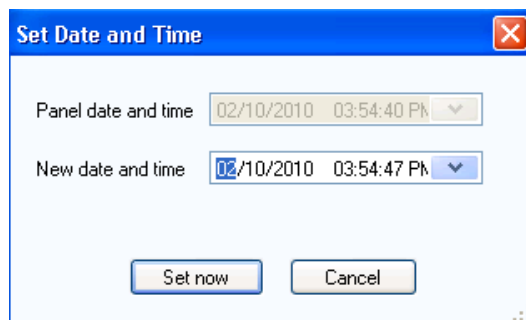 Set Date and Time
Panel date and time 02/10/2010 03:54:40 PM
New date and time 02/10/2010 03:54:47 PM
Set now Cancel